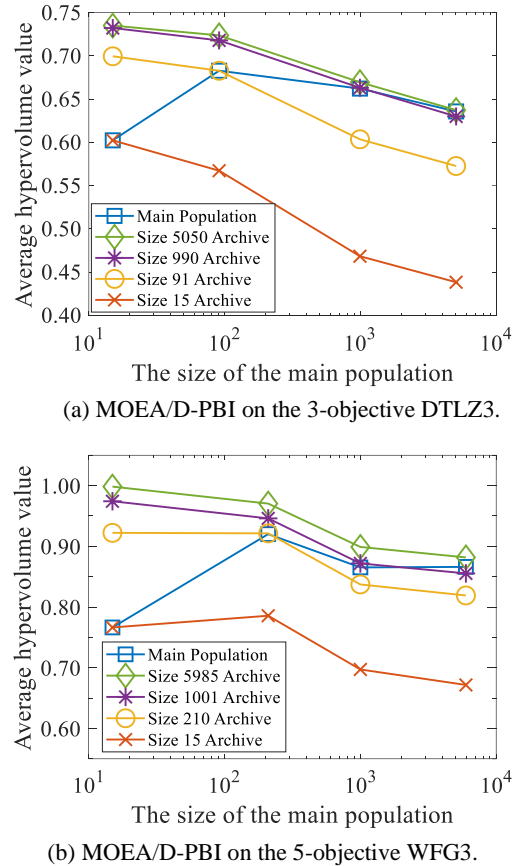 0.75
0.70
0.65
0.60
0.55
0.50
0.45
0.40
Average hypervolume value
Main Population
Size 5050 Archive
Size 990 Archive
Size 91 Archive
Size 15 Archive
10^1 10^2 10^3 10^4
The size of the main population
(a) MOEA/D-PBI on the 3-objective DTLZ3.
1.00
0.90
0.80
0.70
0.60
Average hypervolume value
Main Population
Size 5985 Archive
Size 1001 Archive
Size 210 Archive
Size 15 Archive
10^1 10^2 10^3 10^4
The size of the main population
(b) MOEA/D-PBI on the 5-objective WFG3.